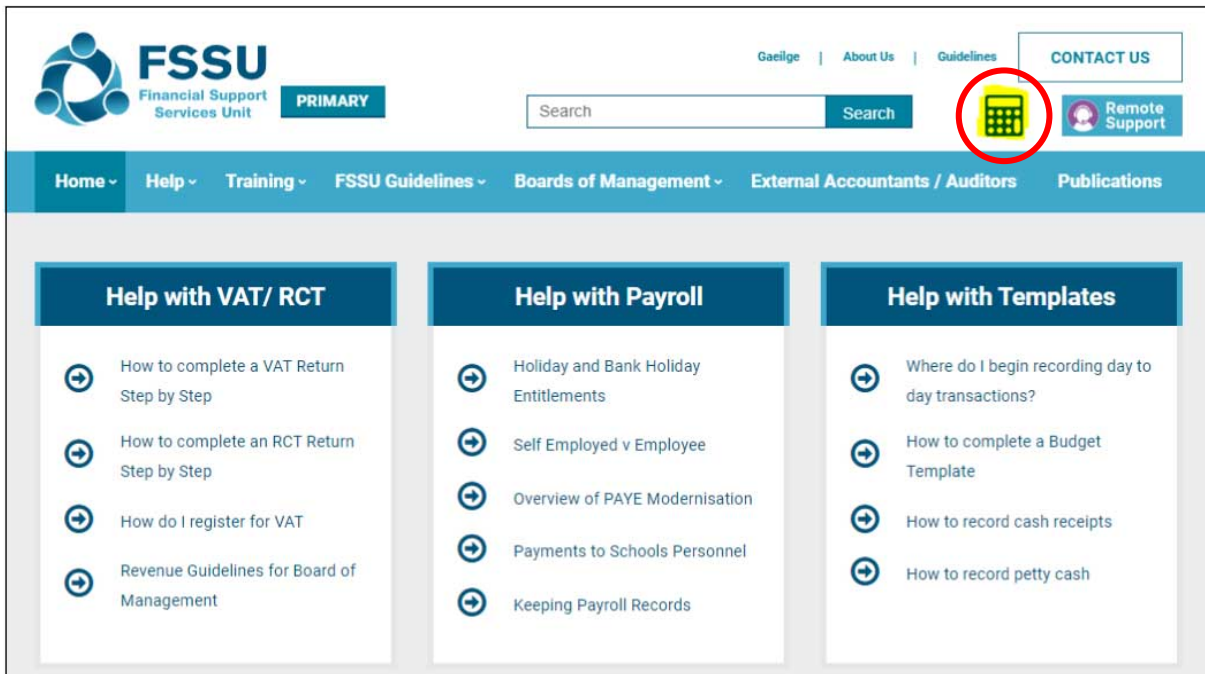 FSSU
Financial Support
Services Unit
PRIMARY
Gaeilge | About Us | Guidelines
CONTACT US
Search
Search
Remote
Support
Home
Help
Training
FSSU Guidelines
Boards of Management
External Accountants / Auditors
Publications
Help with VAT/ RCT
How to complete a VAT Return
Step by Step
How to complete an RCT Return
Step by Step
How do I register for VAT
Revenue Guidelines for Board of
Management
Help with Payroll
Holiday and Bank Holiday
Entitlements
Self Employed v Employee
Overview of PAYE Modernisation
Payments to Schools Personnel
Keeping Payroll Records
Help with Templates
Where do I begin recording day to
day transactions?
How to complete a Budget
Template
How to record cash receipts
How to record petty cash